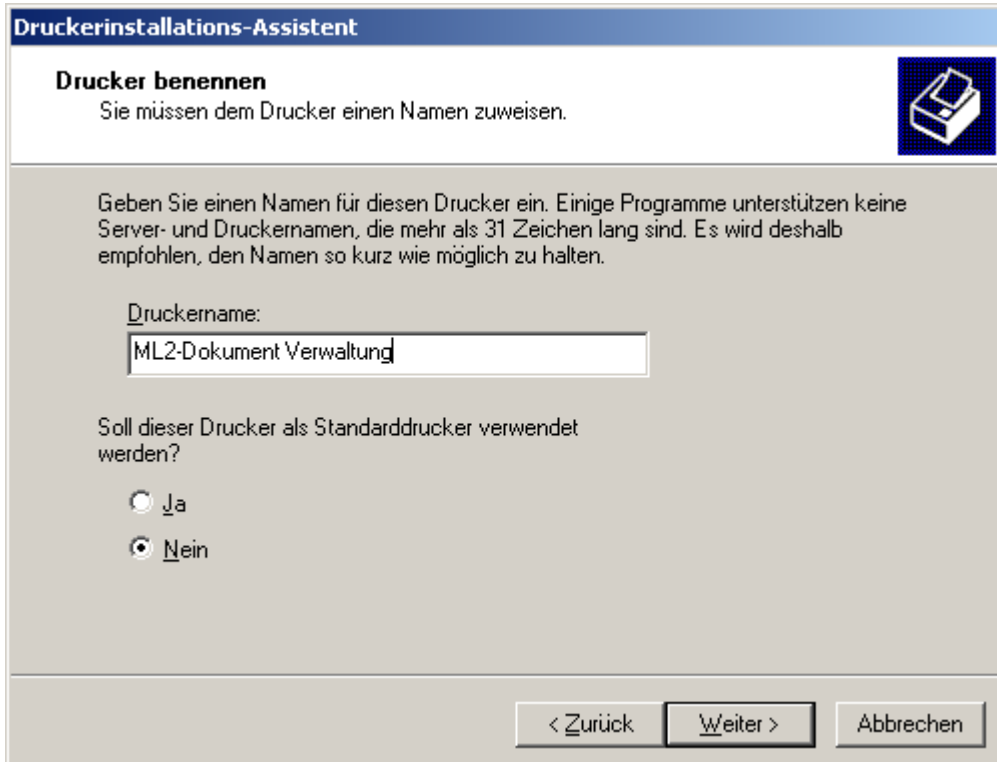 Druckerinstallations-Assistent
Drucker benennen
Sie müssen dem Drucker einen Namen zuweisen.
Geben Sie einen Namen für diesen Drucker ein. Einige Programme unterstützen keine
Server- und Druckernamen, die mehr als 31 Zeichen lang sind. Es wird deshalb
empfohlen, den Namen so kurz wie möglich zu halten.
Druckername:
ML2-Dokument Verwaltung
Soll dieser Drucker als Standarddrucker verwendet
werden?
Ja
Nein
< Zurück Weiter > Abbrechen